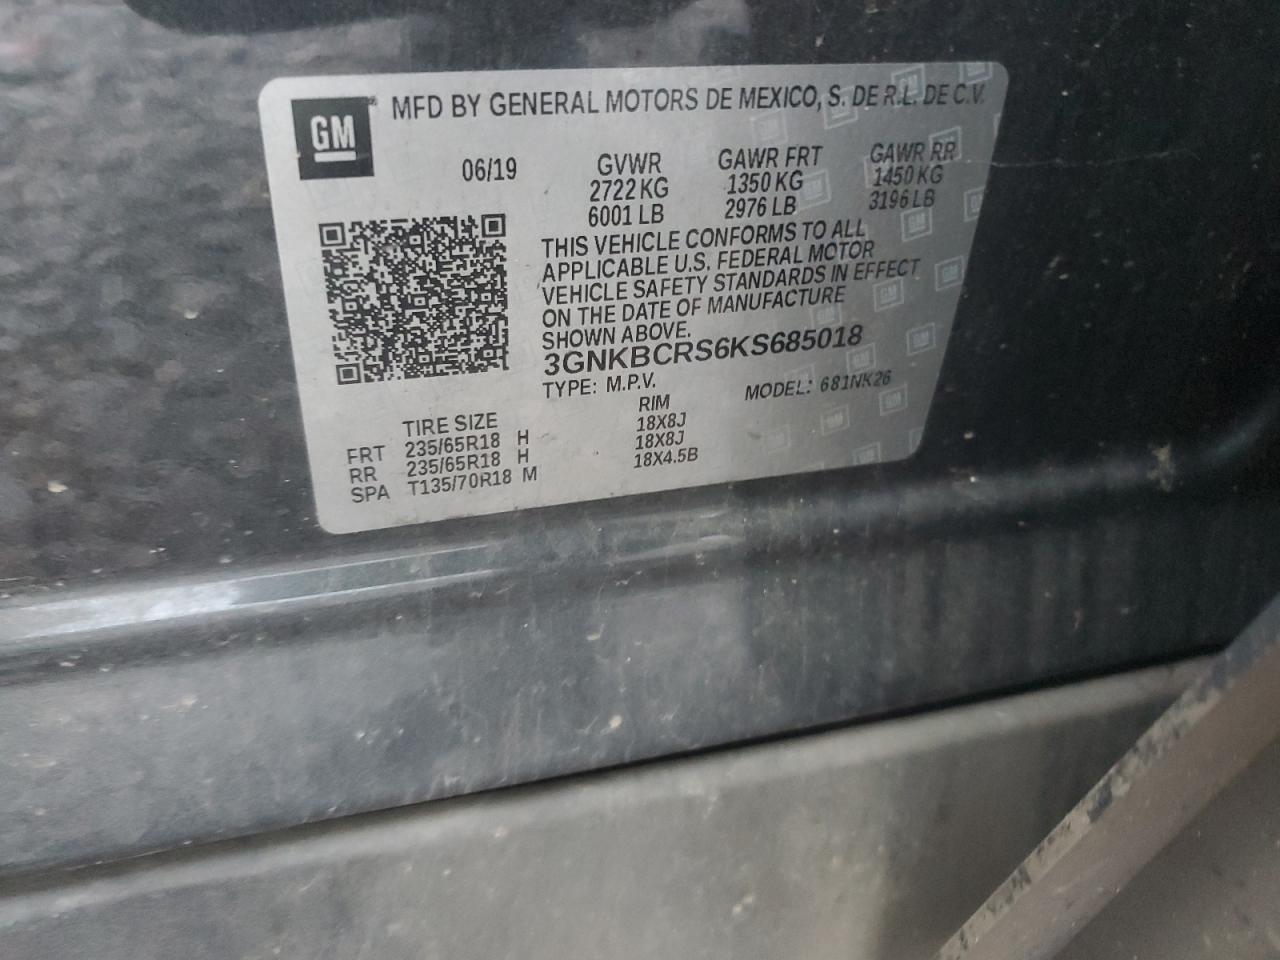 GM
MFD BY GENERAL MOTORS DE MEXICO, S. DE R.L. DE C.V.
06/19 GVWR GAWR FRT GAWR RR
2722 KG 1350 KG 1450 KG
6001 LB 2976 LB 3196 LB
THIS VEHICLE CONFORMS TO ALL
APPLICABLE U.S. FEDERAL MOTOR
VEHICLE SAFETY STANDARDS IN EFFECT
ON THE DATE OF MANUFACTURE
SHOWN ABOVE.
3GNKBCRS6KS685018
TYPE: M.P.V. MODEL: 681NK26
TIRE SIZE RIM
FRT 235/65R18 H 18X8J
RR 235/65R18 H 18X8J
SPA T135/70R18 M 18X4.5B